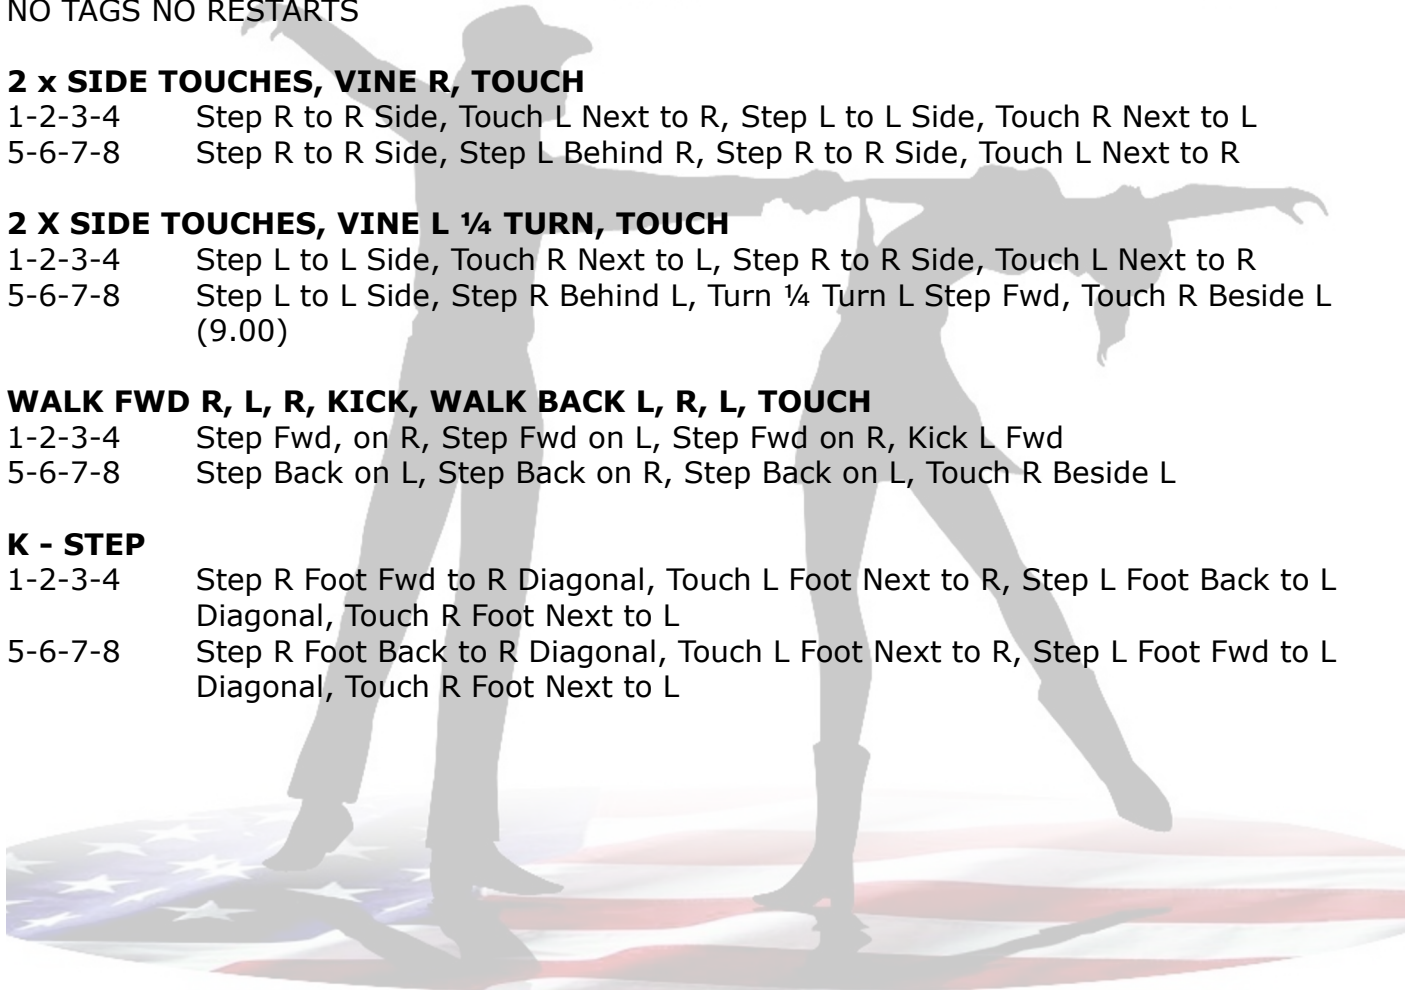 NO TAGS NO RESTARTS
2 x SIDE TOUCHES, VINE R, TOUCH
1-2-3-4 Step R to R Side, Touch L Next to R, Step L to L Side, Touch R Next to L
5-6-7-8 Step R to R Side, Step L Behind R, Step R to R Side, Touch L Next to R
2 X SIDE TOUCHES, VINE L ¼ TURN, TOUCH
1-2-3-4 Step L to L Side, Touch R Next to L, Step R to R Side, Touch L Next to R
5-6-7-8 Step L to L Side, Step R Behind L, Turn ¼ Turn L Step Fwd, Touch R Beside L
(9.00)
WALK FWD R, L, R, KICK, WALK BACK L, R, L, TOUCH
1-2-3-4 Step Fwd, on R, Step Fwd on L, Step Fwd on R, Kick L Fwd
5-6-7-8 Step Back on L, Step Back on R, Step Back on L, Touch R Beside L
K - STEP
1-2-3-4 Step R Foot Fwd to R Diagonal, Touch L Foot Next to R, Step L Foot Back to L
Diagonal, Touch R Foot Next to L
5-6-7-8 Step R Foot Back to R Diagonal, Touch L Foot Next to R, Step L Foot Fwd to L
Diagonal, Touch R Foot Next to L